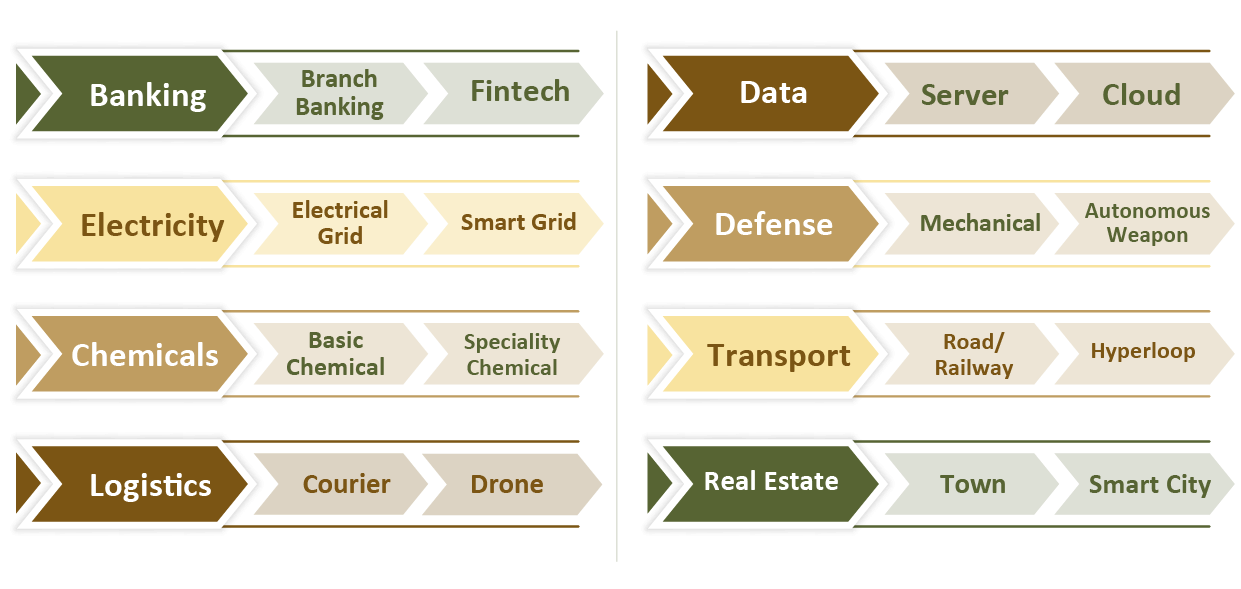 Banking
Branch
Banking
Fintech
Electricity
Electrical
Grid
Smart Grid
Chemicals
Basic
Chemical
Speciality
Chemical
Logistics
Courier
Drone
Data
Server
Cloud
Defense
Mechanical
Autonomous
Weapon
Transport
Road/
Railway
Hyperloop
Real Estate
Town
Smart City